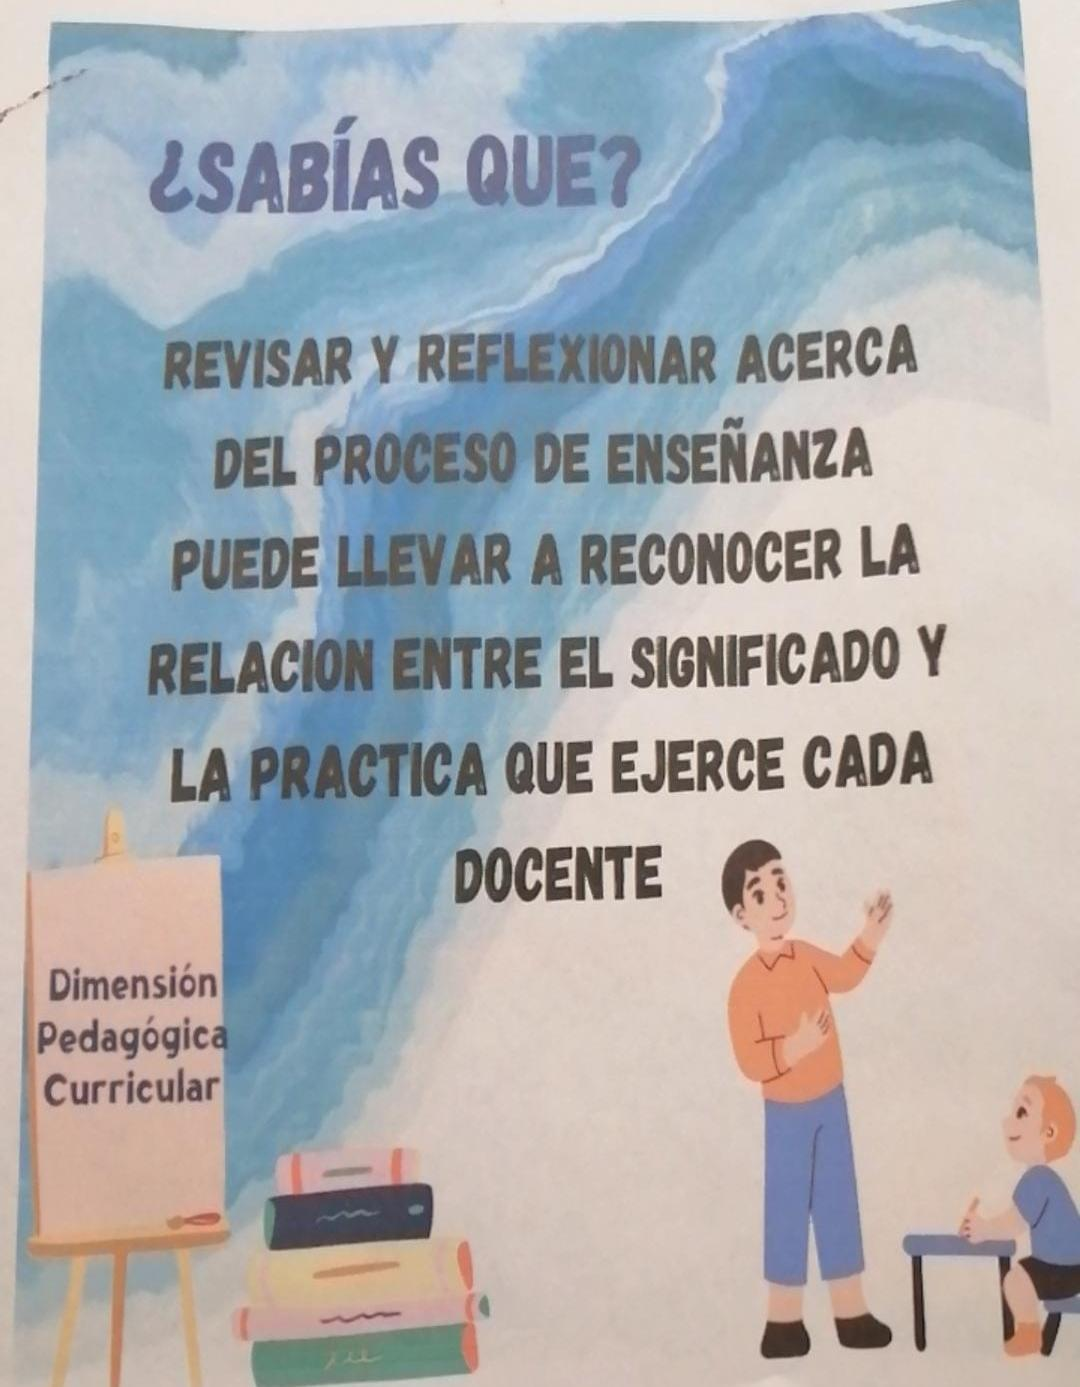 ¿SABÍAS QUE?
REVISAR Y REFLEXIONAR ACERCA
DEL PROCESO DE ENSEÑANZA
PUEDE LLEVAR A RECONOCER LA
RELACION ENTRE EL SIGNIFICADO Y
LA PRACTICA QUE EJERCE CADA
DOCENTE
Dimensión
Pedagógica
Curricular